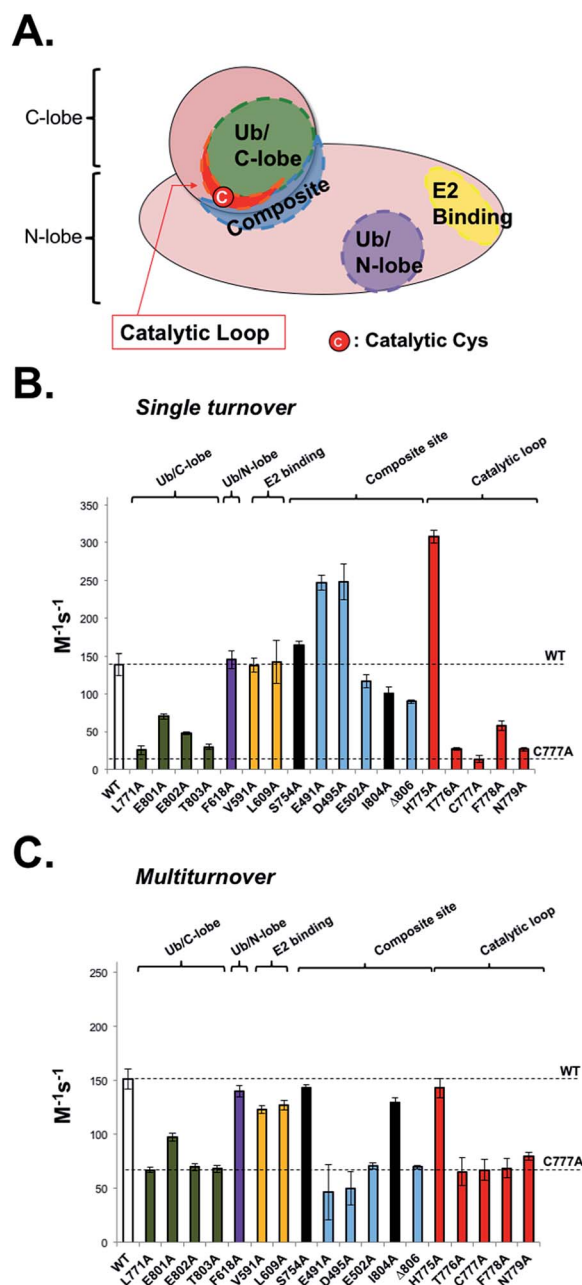 A.
C-lobe
N-lobe
Ub/
C-lobe
C
Composite
Ub/
N-lobe
E2
Binding
Catalytic Loop
C : Catalytic Cys
B.
Single turnover
Ub/C-lobe
Ub/N-lobe
E2 binding
Composite site
Catalytic loop
350
300
250
200
150
100
50
0
M-1s-1
WT
C777A
WT
L771A
E801A
E802A
T803A
F618A
V591A
L609A
S754A
E491A
D495A
E502A
I804A
Δ806
H775A
T776A
C777A
F778A
N779A
C.
Multiturnover
Ub/C-lobe
Ub/N-lobe
E2 binding
Composite site
Catalytic loop
250
200
150
100
50
0
M-1s-1
WT
C777A
WT
L771A
E801A
E802A
T803A
F618A
V591A
L609A
S754A
E491A
D495A
E502A
I804A
Δ806
H775A
T776A
C777A
F778A
N779A